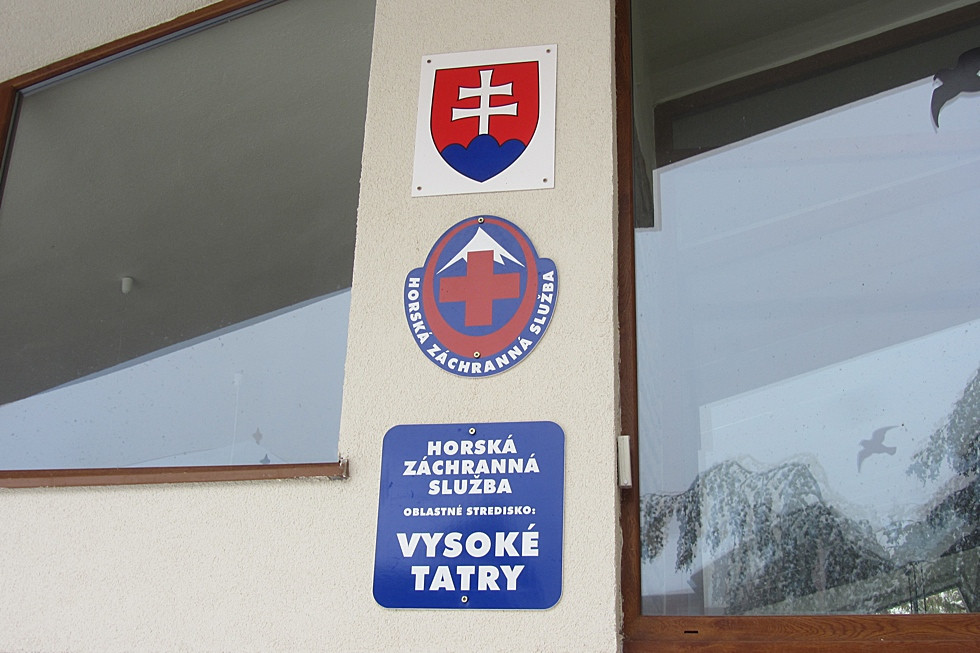 HORSKÁ ZÁCHRANNÁ SLUŽBA
HORSKÁ
ZÁCHRANNÁ
SLUŽBA
OBLASTNÉ STREDISKO:
VYSOKÉ
TATRY